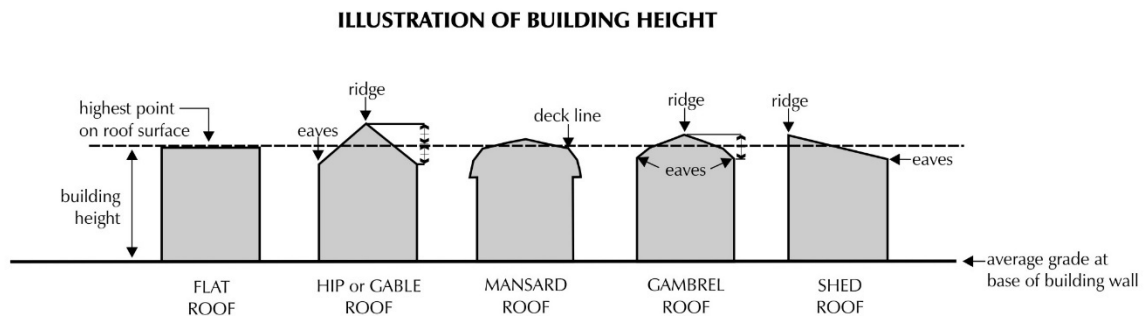 ILLUSTRATION OF BUILDING HEIGHT
highest point
on roof surface
eaves
ridge
deck line
ridge
eaves
ridge
eaves
building
height
average grade at
base of building wall
FLAT
ROOF
HIP or GABLE
ROOF
MANSARD
ROOF
GAMBREL
ROOF
SHED
ROOF